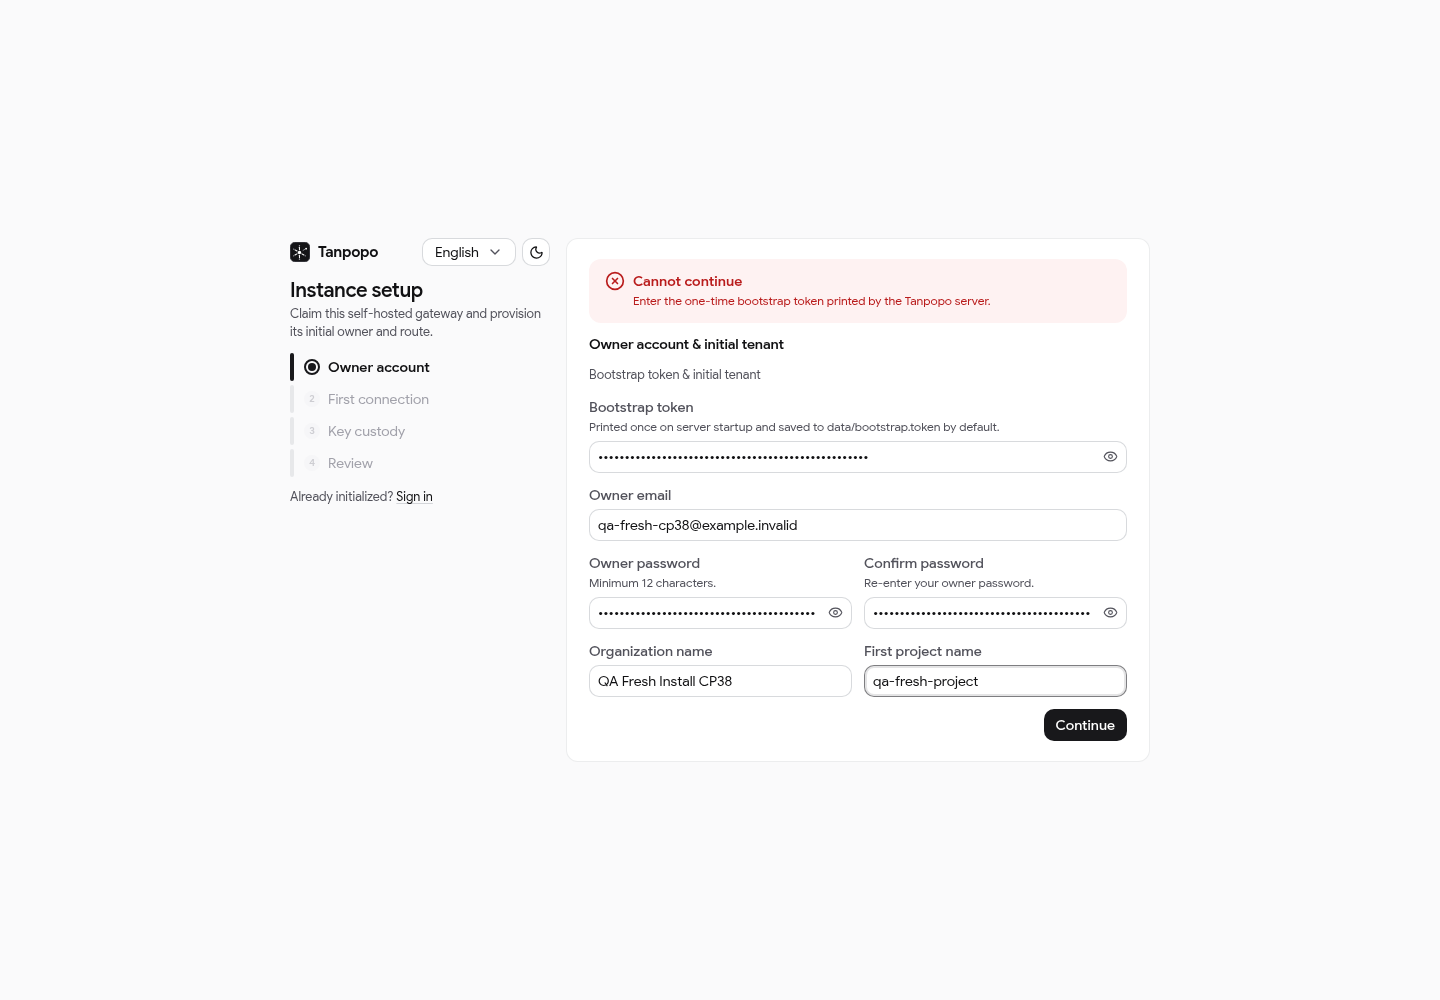 Tanpopo
English
Instance setup
Claim this self-hosted gateway and provision
its initial owner and route.
Owner account
2 First connection
3 Key custody
4 Review
Already initialized? Sign in
Cannot continue
Enter the one-time bootstrap token printed by the Tanpopo server.
Owner account & initial tenant
Bootstrap token & initial tenant
Bootstrap token
Printed once on server startup and saved to data/bootstrap.token by default.
Owner email
qa-fresh-cp38@example.invalid
Owner password
Minimum 12 characters.
Confirm password
Re-enter your owner password.
Organization name
QA Fresh Install CP38
First project name
qa-fresh-project
Continue